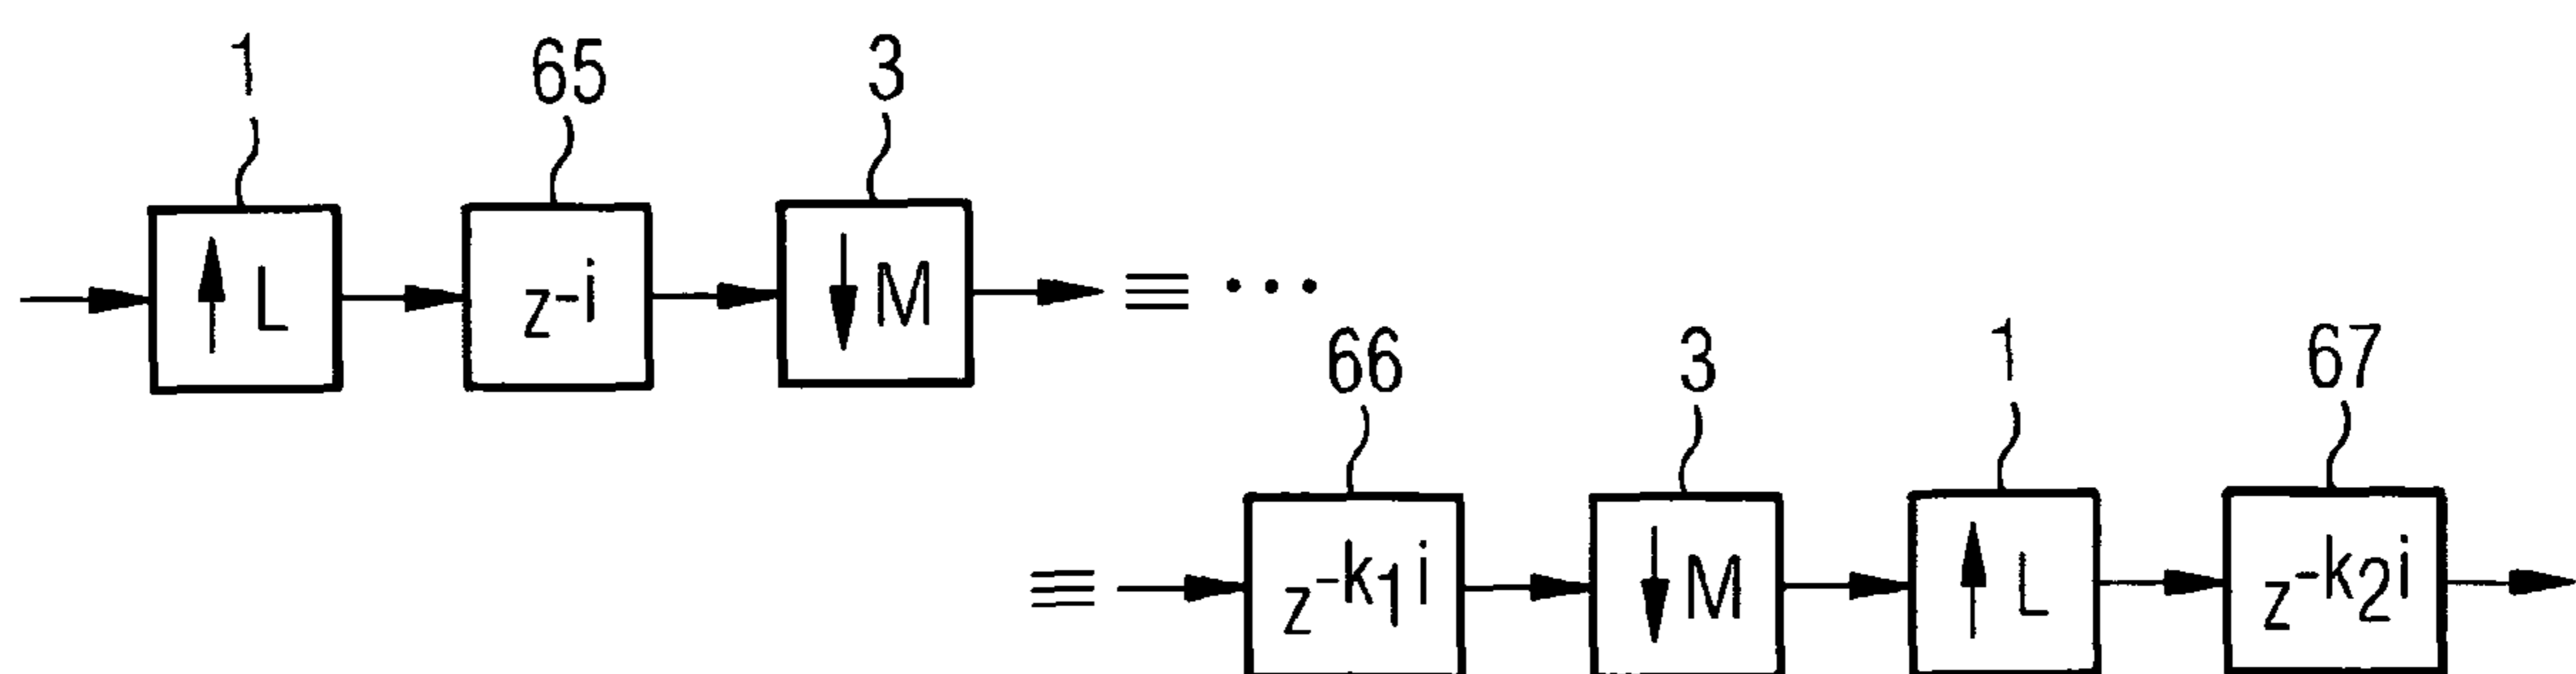 1 65 3
↑ L z⁻ⁱ ↓ M ≡ • • •
66 3 1 67
≡ z^-k₁i ↓ M ↑ L z^-k₂i